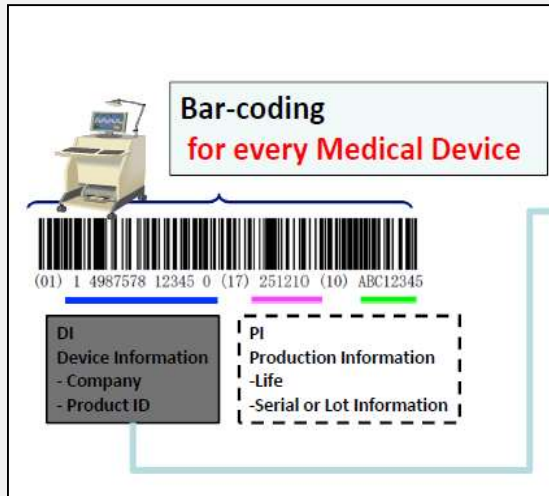 Bar-coding
for every Medical Device
(01) 1 4987578 12345 0 (17) 251210 (10) ABC12345
DI
Device Information
- Company
- Product ID
PI
Production Information
-Life
-Serial or Lot Information